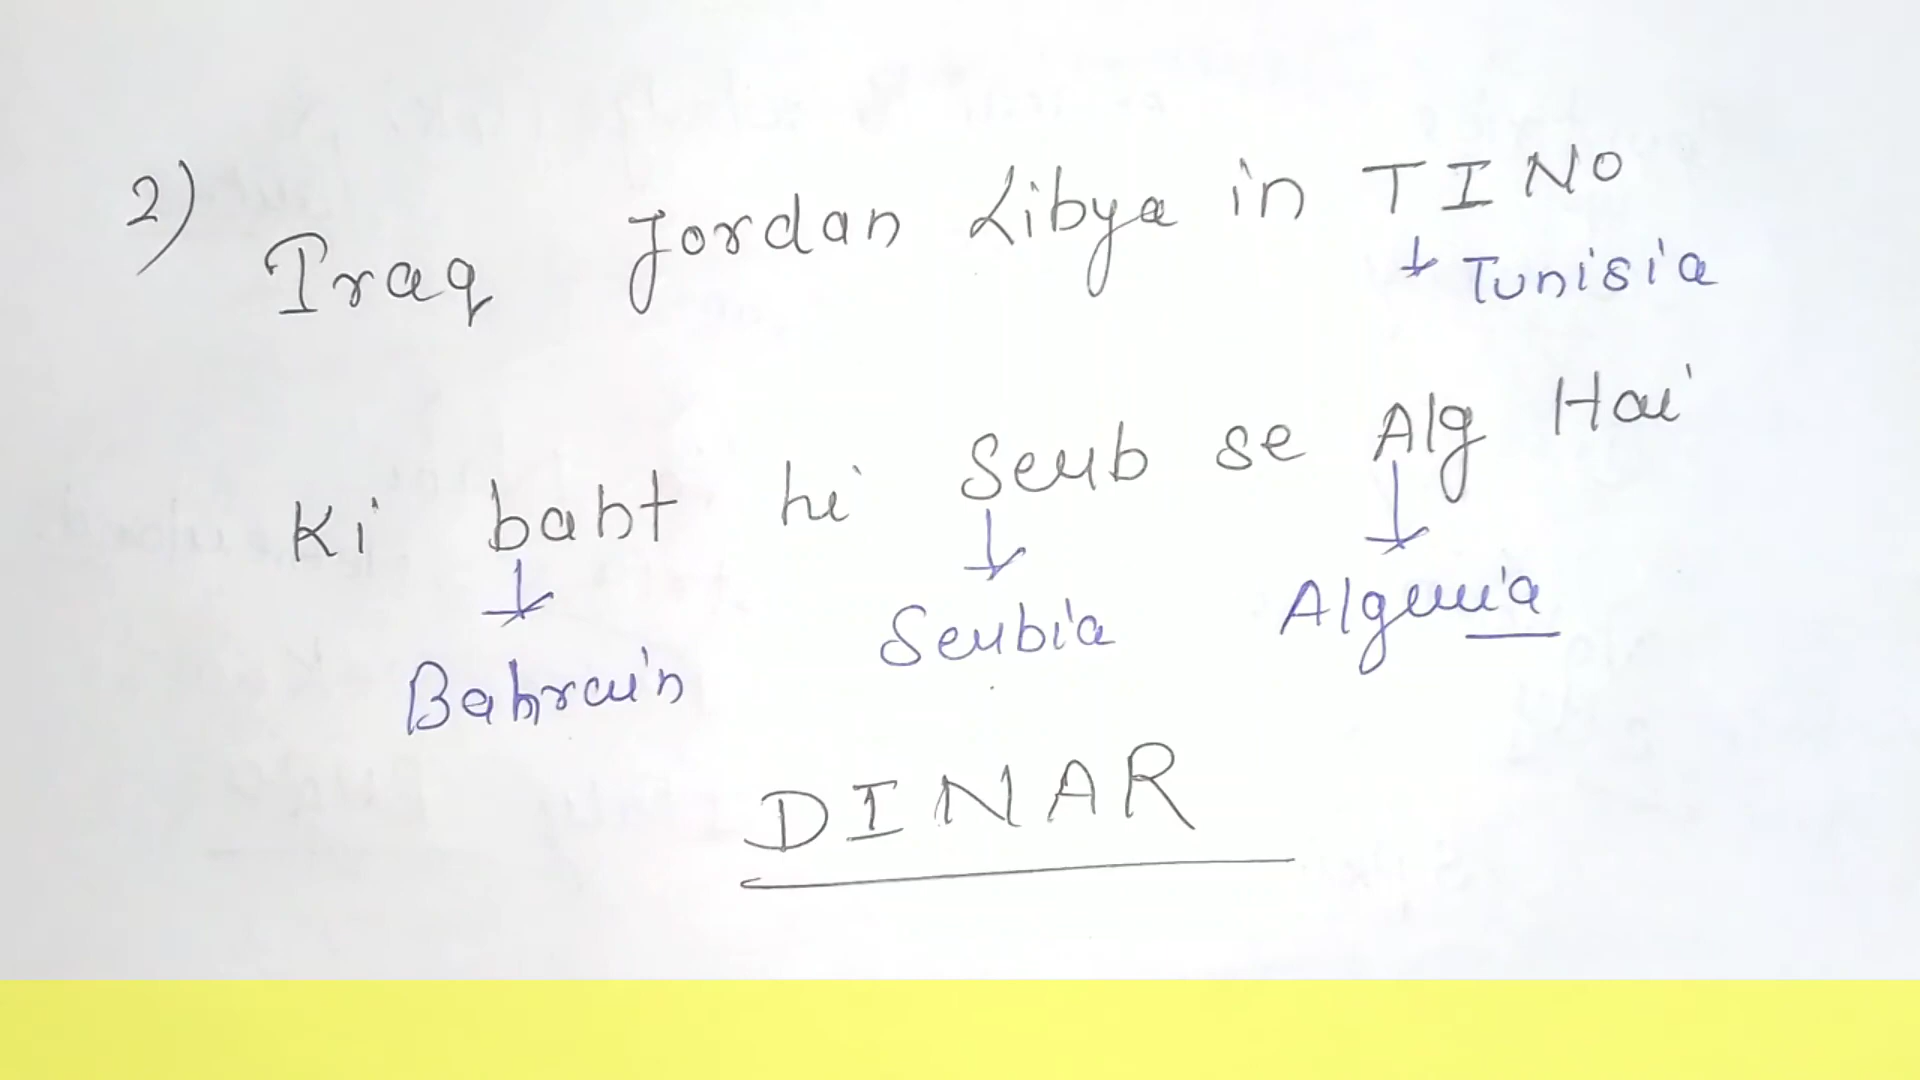 2) Iraq Jordan Libya in TINO
Tunisia
Ki baht hi Serb se Alg Hai
Bahrain Serbia Algeria
DINAR